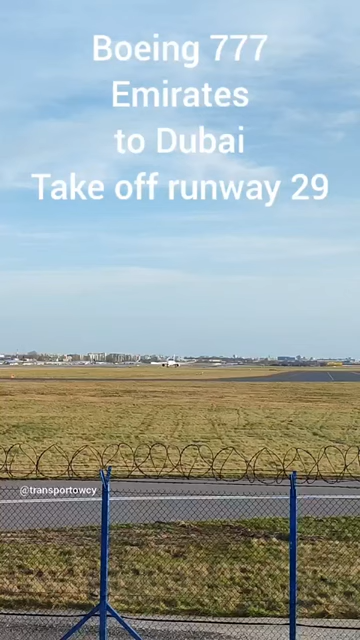 Boeing 777
Emirates
to Dubai
Take off runway 29
@transportowcy